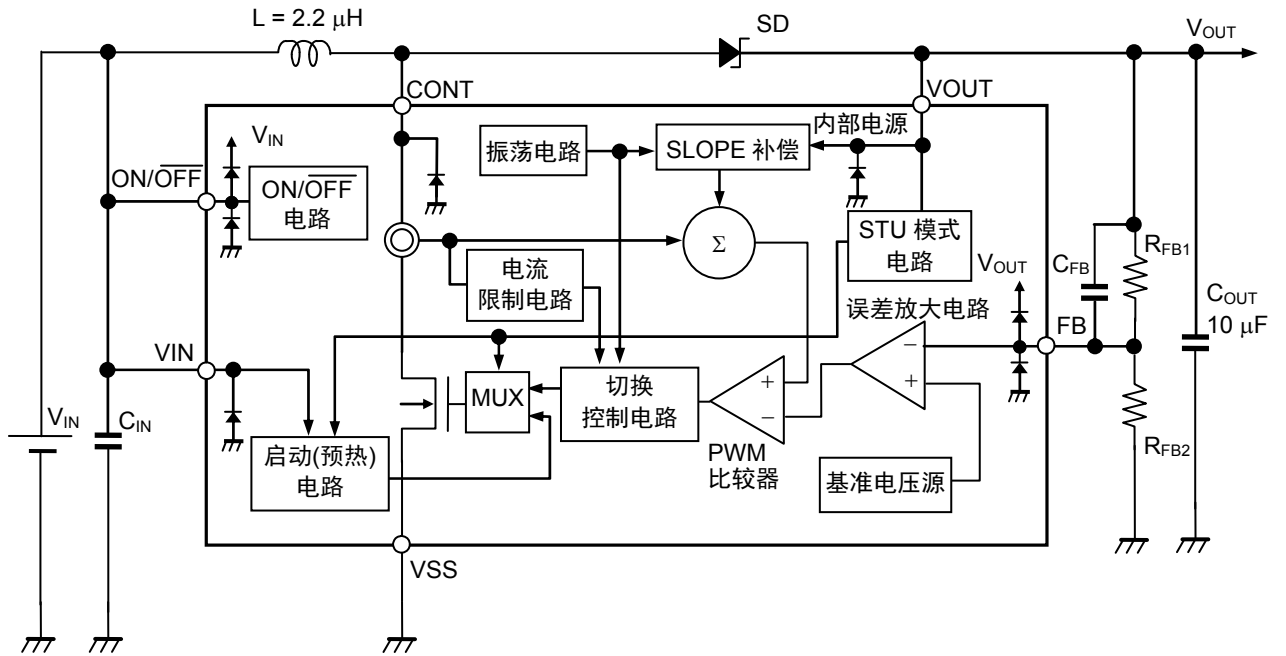 L = 2.2 μH
SD
VOUT
CONT
VOUT
VIN
振荡电路
SLOPE 补偿
内部电源
ON/OFF
ON/OFF
电路
Σ
STU 模式
电路
电流
限制电路
VOUT
CFB
RFB1
COUT
10 μF
误差放大电路
FB
VIN
MUX
切换
控制电路
+
−
−
+
VIN
CIN
启动(预热)
电路
PWM
比较器
基准电压源
RFB2
VSS